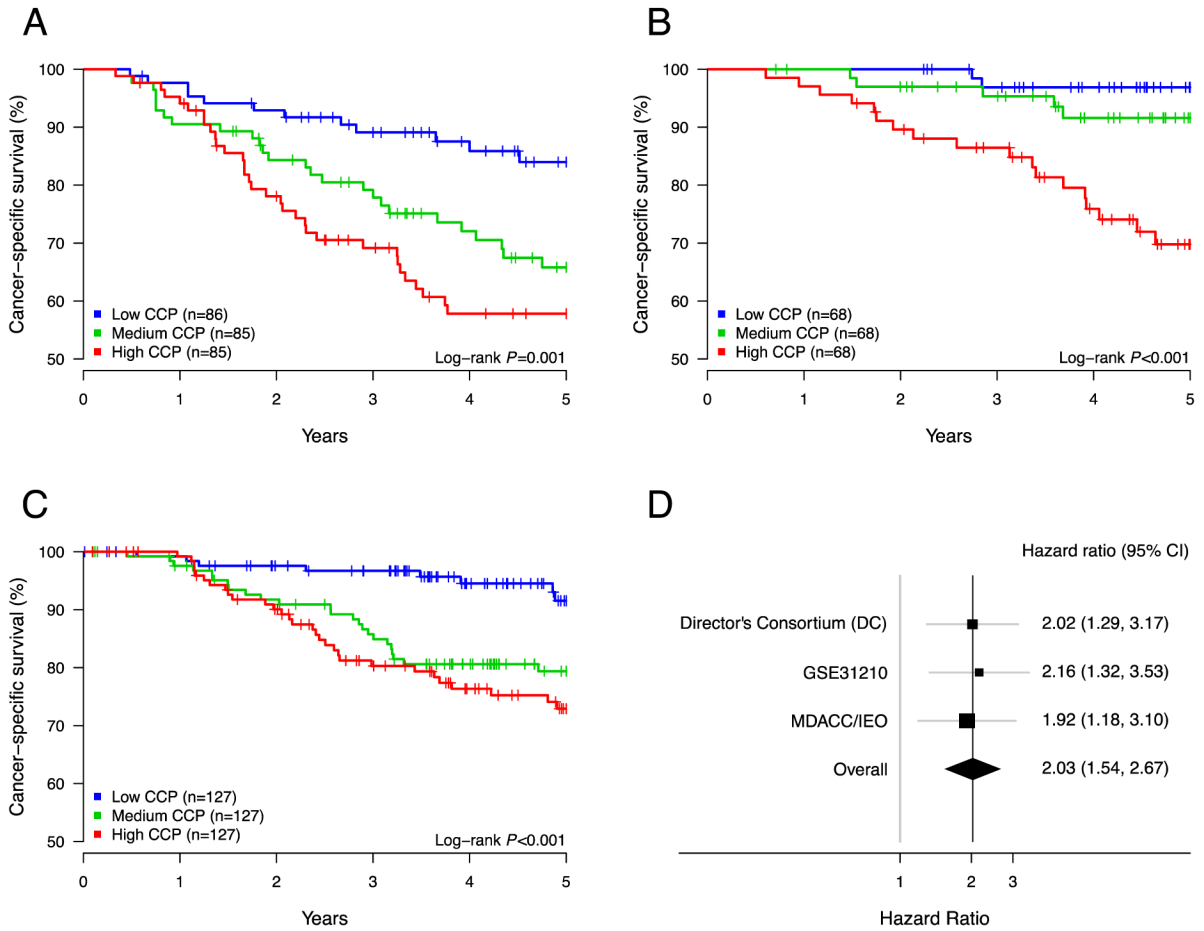 A
Cancer−specific survival (%)
100
90
80
70
60
50
Low CCP (n=86)
Medium CCP (n=85)
High CCP (n=85)
Log−rank P=0.001
0 1 2 3 4 5
Years
B
Cancer−specific survival (%)
100
90
80
70
60
50
Low CCP (n=68)
Medium CCP (n=68)
High CCP (n=68)
Log−rank P<0.001
0 1 2 3 4 5
Years
C
Cancer−specific survival (%)
100
90
80
70
60
50
Low CCP (n=127)
Medium CCP (n=127)
High CCP (n=127)
Log−rank P<0.001
0 1 2 3 4 5
Years
D
Hazard ratio (95% CI)
Director's Consortium (DC) 2.02 (1.29, 3.17)
GSE31210 2.16 (1.32, 3.53)
MDACC/IEO 1.92 (1.18, 3.10)
Overall 2.03 (1.54, 2.67)
1 2 3
Hazard Ratio